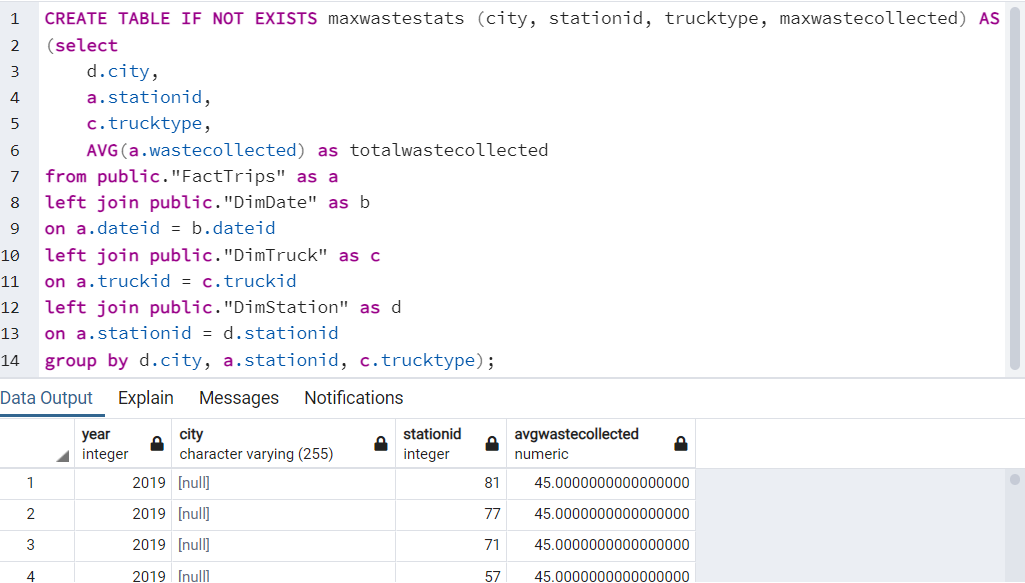 1 CREATE TABLE IF NOT EXISTS maxwastestats (city, stationid, trucktype, maxwastecollected) AS
2 (select
3 d.city,
4 a.stationid,
5 c.trucktype,
6 AVG(a.wastecollected) as totalwastecollected
7 from public."FactTrips" as a
8 left join public."DimDate" as b
9 on a.dateid = b.dateid
10 left join public."DimTruck" as c
11 on a.truckid = c.truckid
12 left join public."DimStation" as d
13 on a.stationid = d.stationid
14 group by d.city, a.stationid, c.trucktype);
Data Output Explain Messages Notifications
year city stationid avgwastecollected
integer character varying (255) integer numeric
1 2019 [null] 81 45.0000000000000000
2 2019 [null] 77 45.0000000000000000
3 2019 [null] 71 45.0000000000000000
4 2019 [null] 57 45.0000000000000000